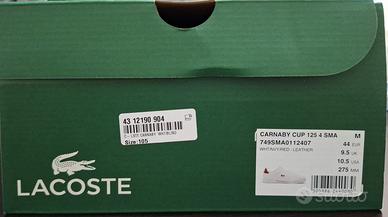 43 12190 904
Size:105
LACOSTE
CARNABY CUP 125 4 SMA M
749SMA0112407
WHT/NVY/RED | LEATHER
44 EUR
9.5 UK
10.5 USA
275 MM
subito